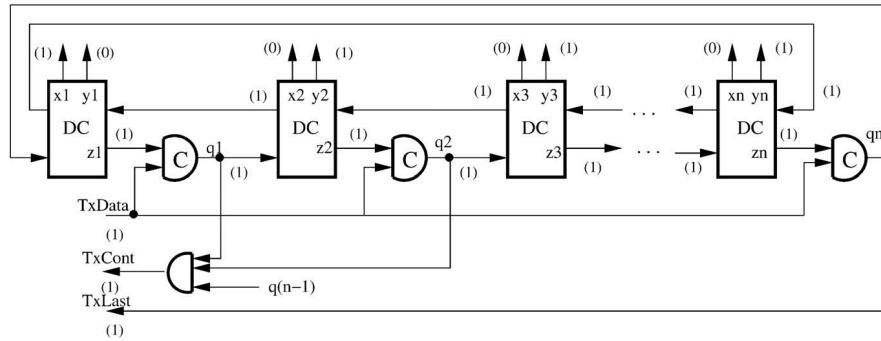 (1) (0) (0) (1) (0) (1) (0) (1)
x1 y1 (1) x2 y2 (1) x3 y3 (1) . . . (1) xn yn (1)
DC (1) DC (1) DC DC (1) qn
z1 C q1 z2 C q2 z3 . . . zn C
(1) (1) (1) (1)
TxData
(1)
TxCont
(1) q(n−1)
TxLast
(1)